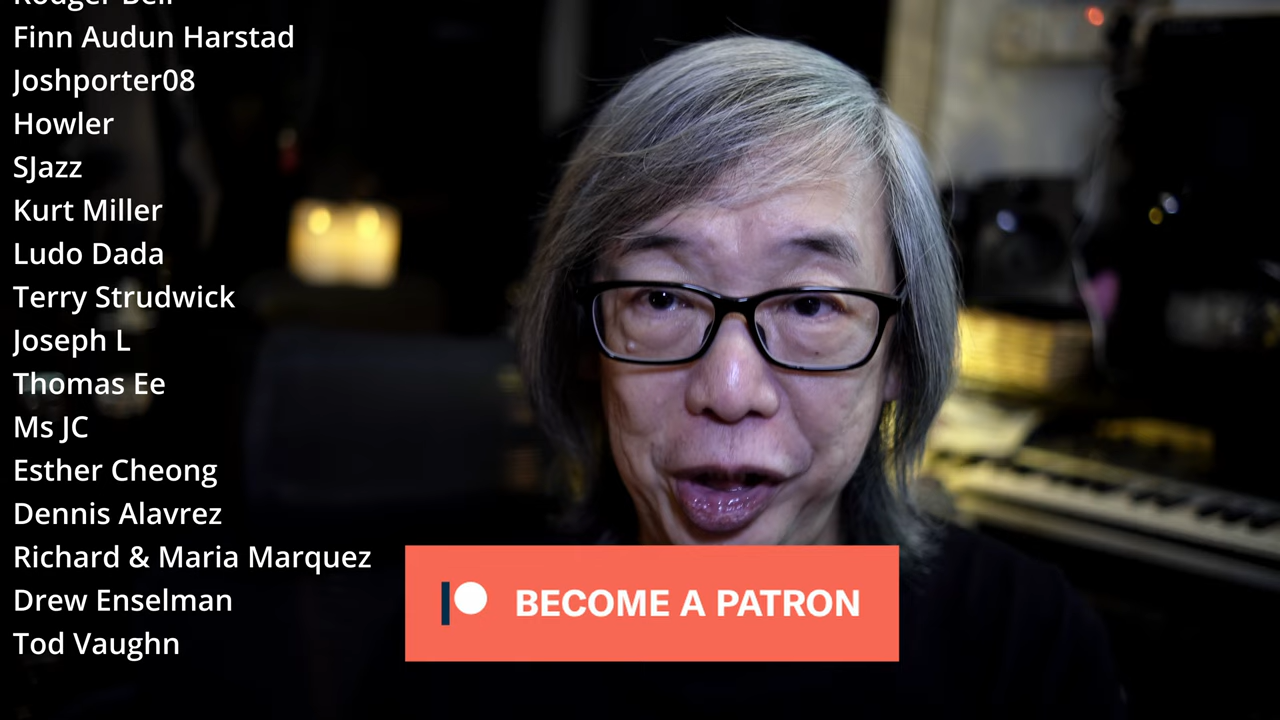 Finn Audun Harstad
Joshporter08
Howler
SJazz
Kurt Miller
Ludo Dada
Terry Strudwick
Joseph L
Thomas Ee
Ms JC
Esther Cheong
Dennis Alavrez
Richard & Maria Marquez
Drew Enselman
Tod Vaughn
BECOME A PATRON